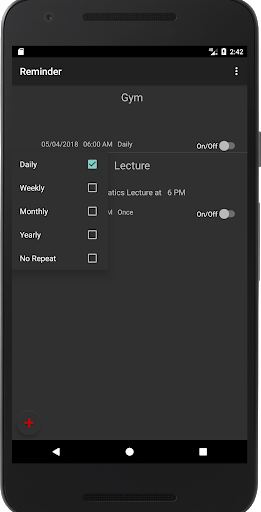 2:42
Reminder
Gym
05/04/2018 06:00 AM Daily On/Off
Daily
Lecture
Weekly
atics Lecture at 6 PM
Monthly
M Once On/Off
Yearly
No Repeat
+